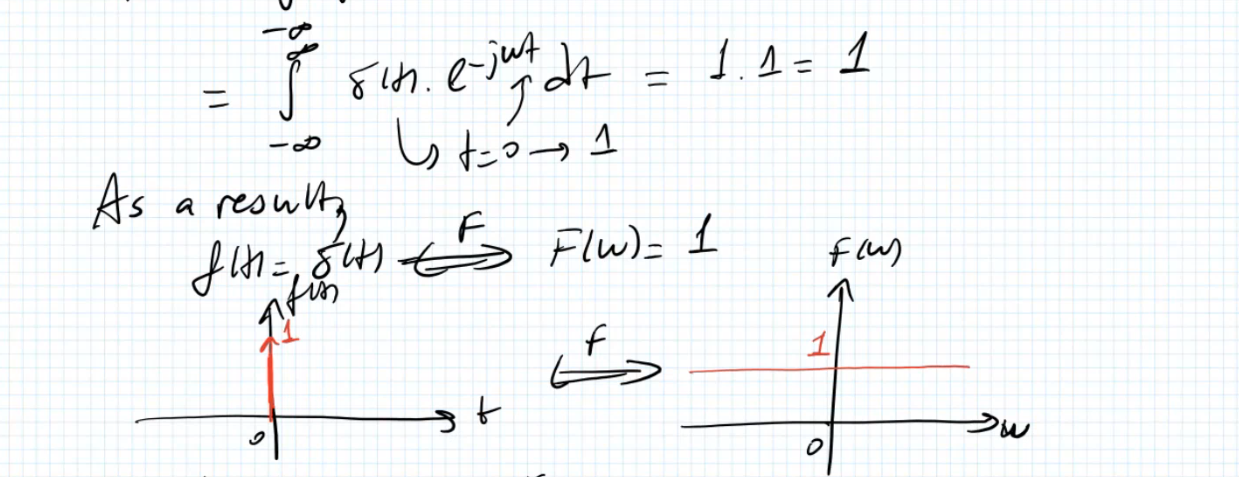 -∞
= ∫_{-∞}^{∞} δ(t). e^{-jωt} dt = 1.1 = 1
↳ t=0 → 1
As a result,
f(t) = δ(t) ⟺ F F(ω) = 1
f(t) F(ω)
1 F 1
0 t 0 ω